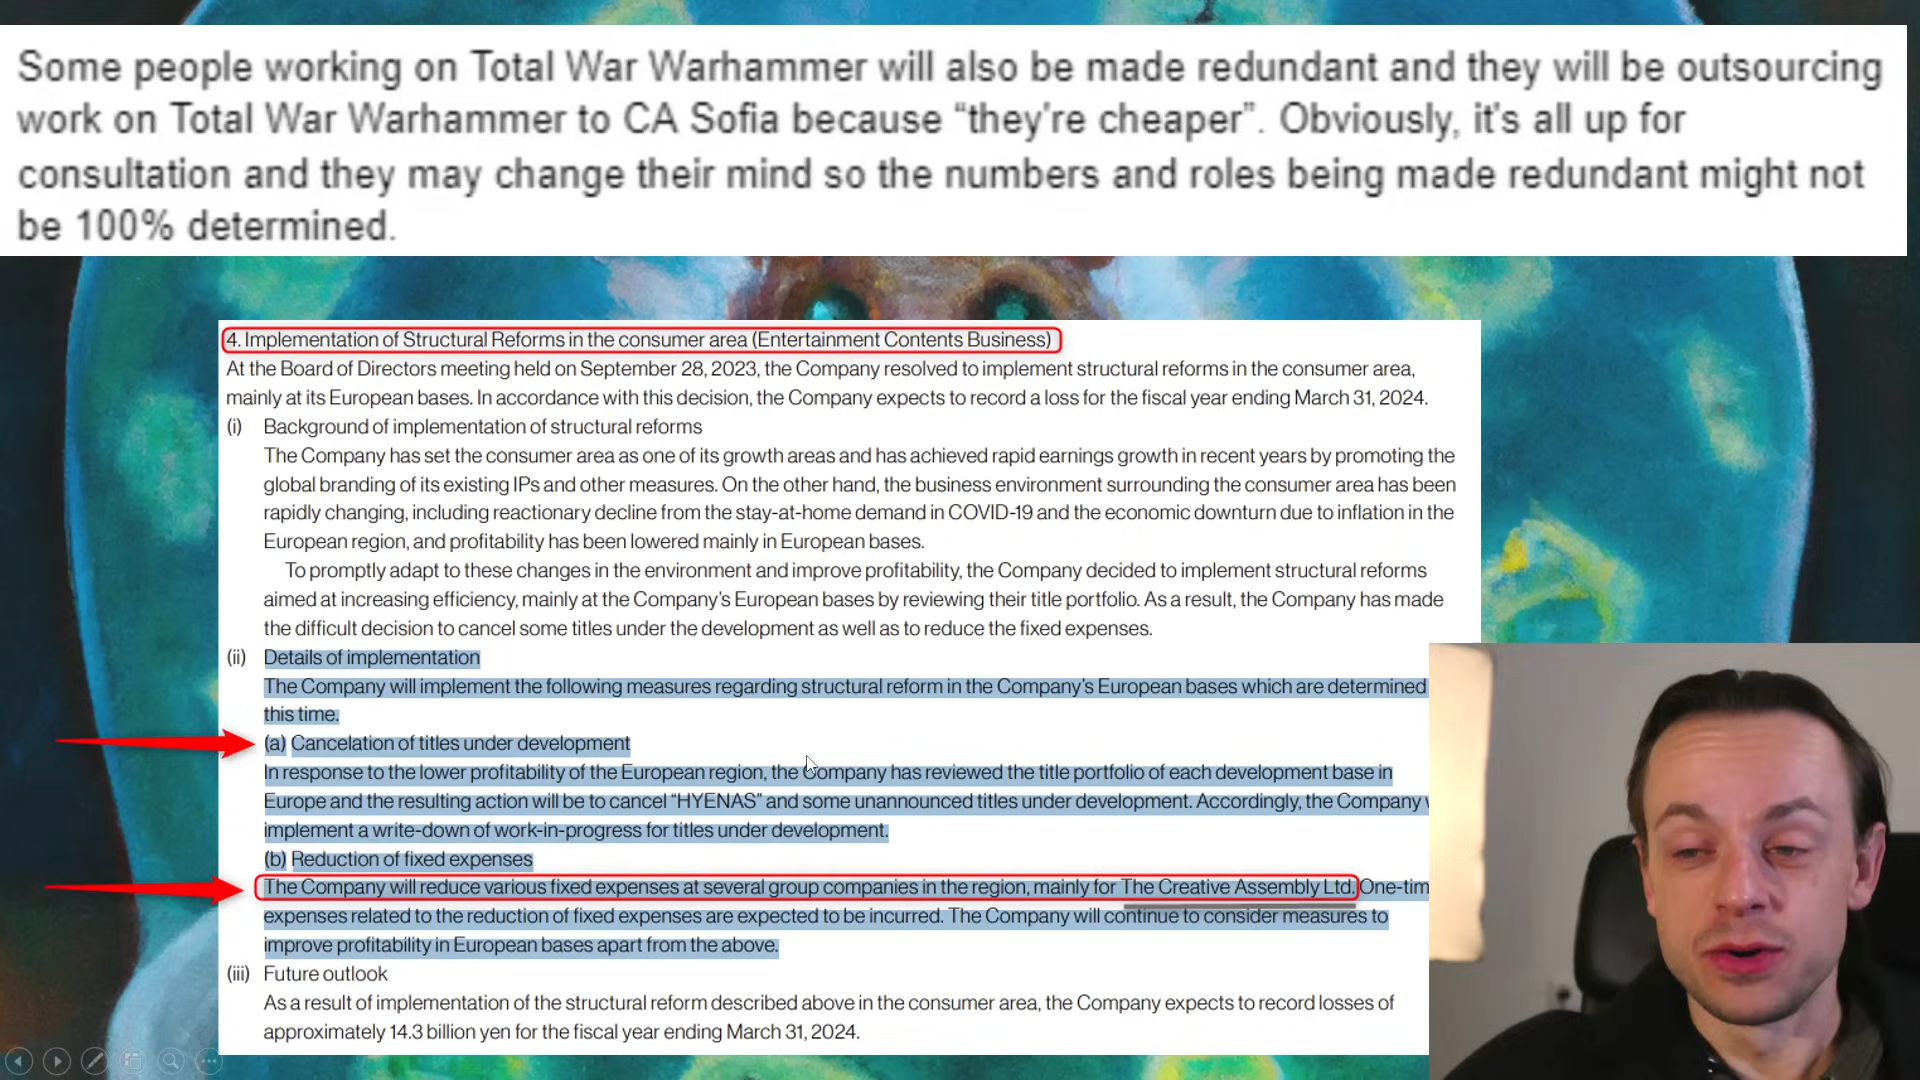 Some people working on Total War Warhammer will also be made redundant and they will be outsourcing
work on Total War Warhammer to CA Sofia because “they're cheaper”. Obviously, it's all up for
consultation and they may change their mind so the numbers and roles being made redundant might not
be 100% determined.
4. Implementation of Structural Reforms in the consumer area (Entertainment Contents Business)
At the Board of Directors meeting held on September 28, 2023, the Company resolved to implement structural reforms in the consumer area,
mainly at its European bases. In accordance with this decision, the Company expects to record a loss for the fiscal year ending March 31, 2024.
(i) Background of implementation of structural reforms
The Company has set the consumer area as one of its growth areas and has achieved rapid earnings growth in recent years by promoting the
global branding of its existing IPs and other measures. On the other hand, the business environment surrounding the consumer area has been
rapidly changing, including reactionary decline from the stay-at-home demand in COVID-19 and the economic downturn due to inflation in the
European region, and profitability has been lowered mainly in European bases.
To promptly adapt to these changes in the environment and improve profitability, the Company decided to implement structural reforms
aimed at increasing efficiency, mainly at the Company's European bases by reviewing their title portfolio. As a result, the Company has made
the difficult decision to cancel some titles under the development as well as to reduce the fixed expenses.
(ii) Details of implementation
The Company will implement the following measures regarding structural reform in the Company's European bases which are determined
this time.
(a) Cancelation of titles under development
In response to the lower profitability of the European region, the Company has reviewed the title portfolio of each development base in
Europe and the resulting action will be to cancel “HYENAS” and some unannounced titles under development. Accordingly, the Company
implement a write-down of work-in-progress for titles under development.
(b) Reduction of fixed expenses
The Company will reduce various fixed expenses at several group companies in the region, mainly for The Creative Assembly Ltd. One-tim
expenses related to the reduction of fixed expenses are expected to be incurred. The Company will continue to consider measures to
improve profitability in European bases apart from the above.
(iii) Future outlook
As a result of implementation of the structural reform described above in the consumer area, the Company expects to record losses of
approximately 14.3 billion yen for the fiscal year ending March 31, 2024.